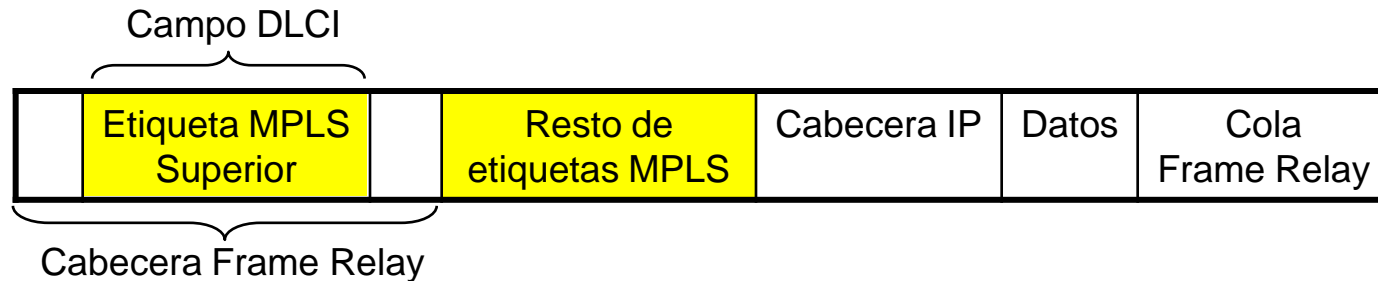 Campo DLCI
Etiqueta MPLS
Superior
Resto de
etiquetas MPLS
Cabecera IP
Datos
Cola
Frame Relay
Cabecera Frame Relay